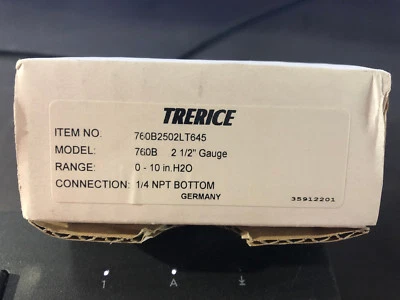 TRERICE
ITEM NO. 760B2502LT645
MODEL: 760B 2 1/2" Gauge
RANGE: 0 - 10 in.H2O
CONNECTION: 1/4 NPT BOTTOM
GERMANY
35912201
1 A